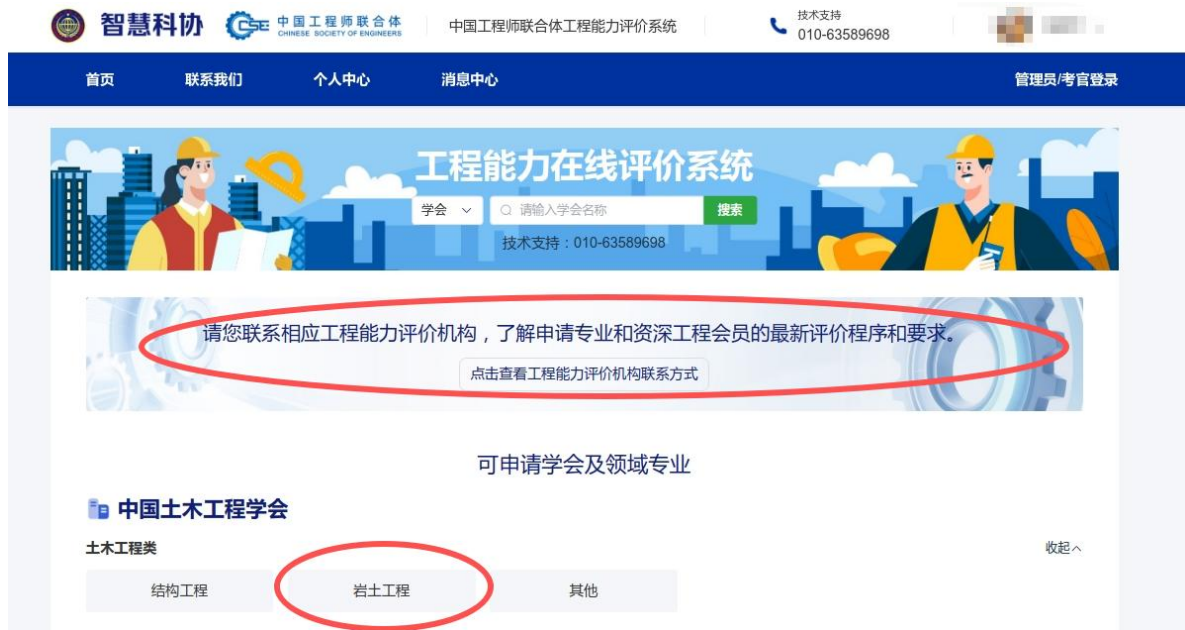 智慧科协
中国工程师联合体
CHINESE SOCIETY OF ENGINEERS
中国工程师联合体工程能力评价系统
技术支持
010-63589698
首页 联系我们 个人中心 消息中心 管理员/考官登录
工程能力在线评价系统
学会 请输入学会名称 搜索
技术支持：010-63589698
请您联系相应工程能力评价机构，了解申请专业和资深工程会员的最新评价程序和要求。
点击查看工程能力评价机构联系方式
可申请学会及领域专业
中国土木工程学会
土木工程类 收起
结构工程 岩土工程 其他